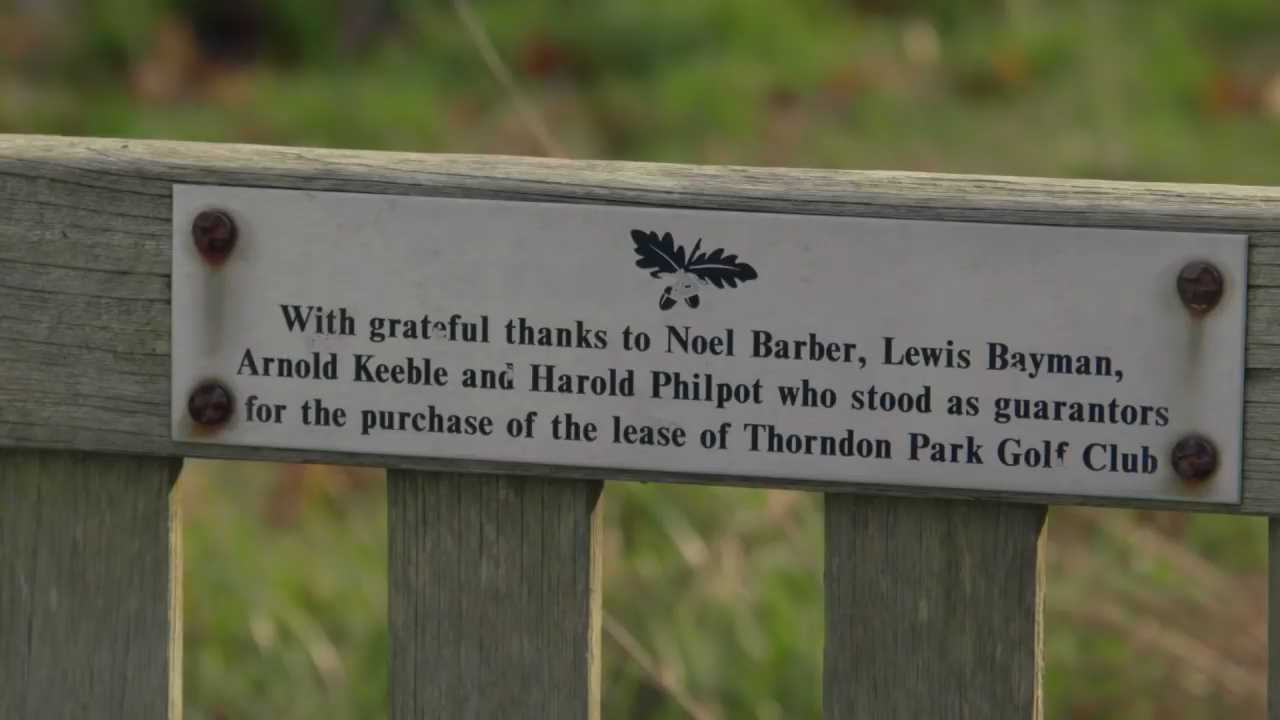 With grateful thanks to Noel Barber, Lewis Bayman,
Arnold Keeble and Harold Philpot who stood as guarantors
for the purchase of the lease of Thorndon Park Golf Club